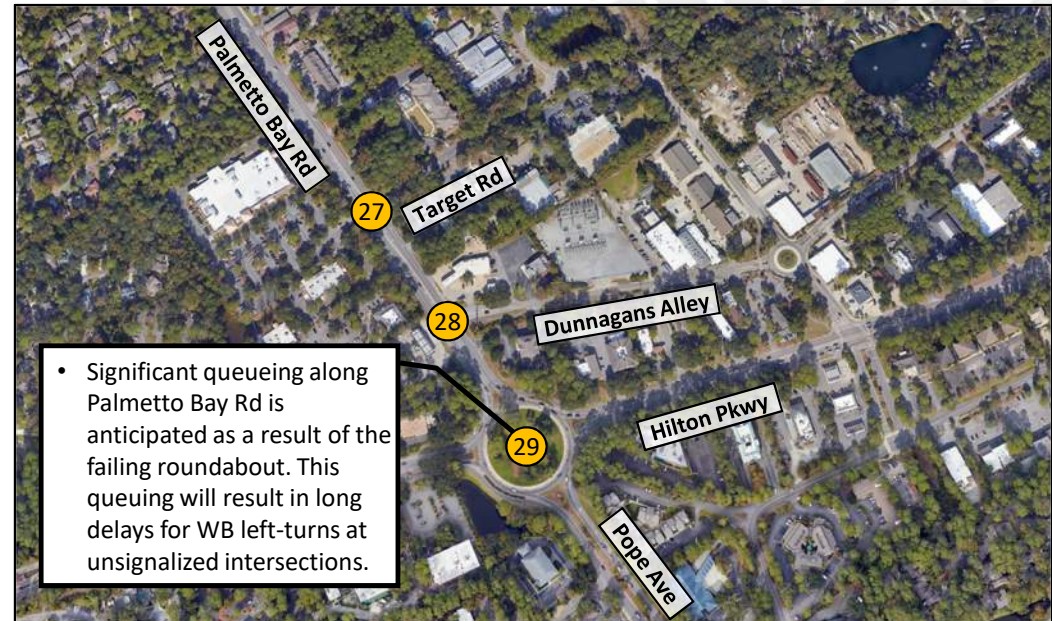 Palmetto Bay Rd
27
Target Rd
28
Dunnagans Alley
• Significant queueing along
Palmetto Bay Rd is
anticipated as a result of the
failing roundabout. This
queuing will result in long
delays for WB left-turns at
unsignalized intersections.
29
Hilton Pkwy
Pope Ave